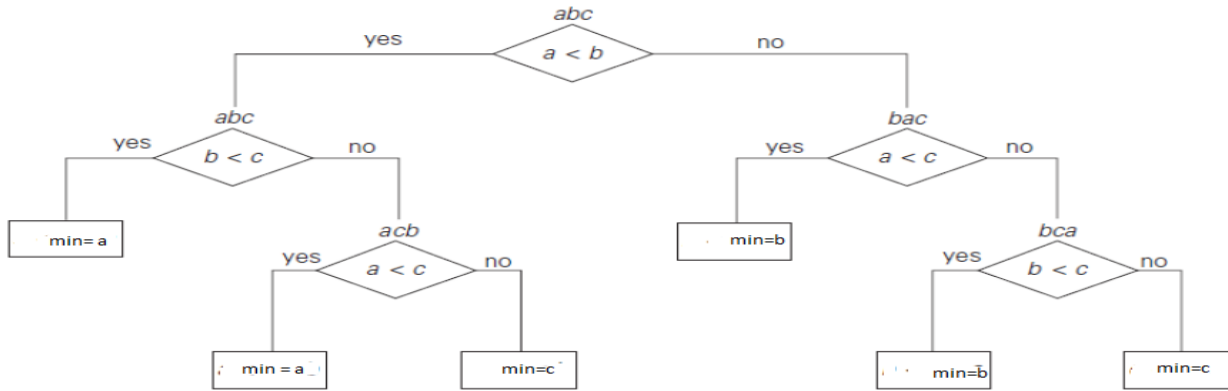 abc
yes
a < b
no
abc
bac
yes
b < c
no
yes
a < c
no
min= a
acb
min=b
bca
yes
a < c
no
yes
b < c
no
min = a
min=c
min=b
min=c